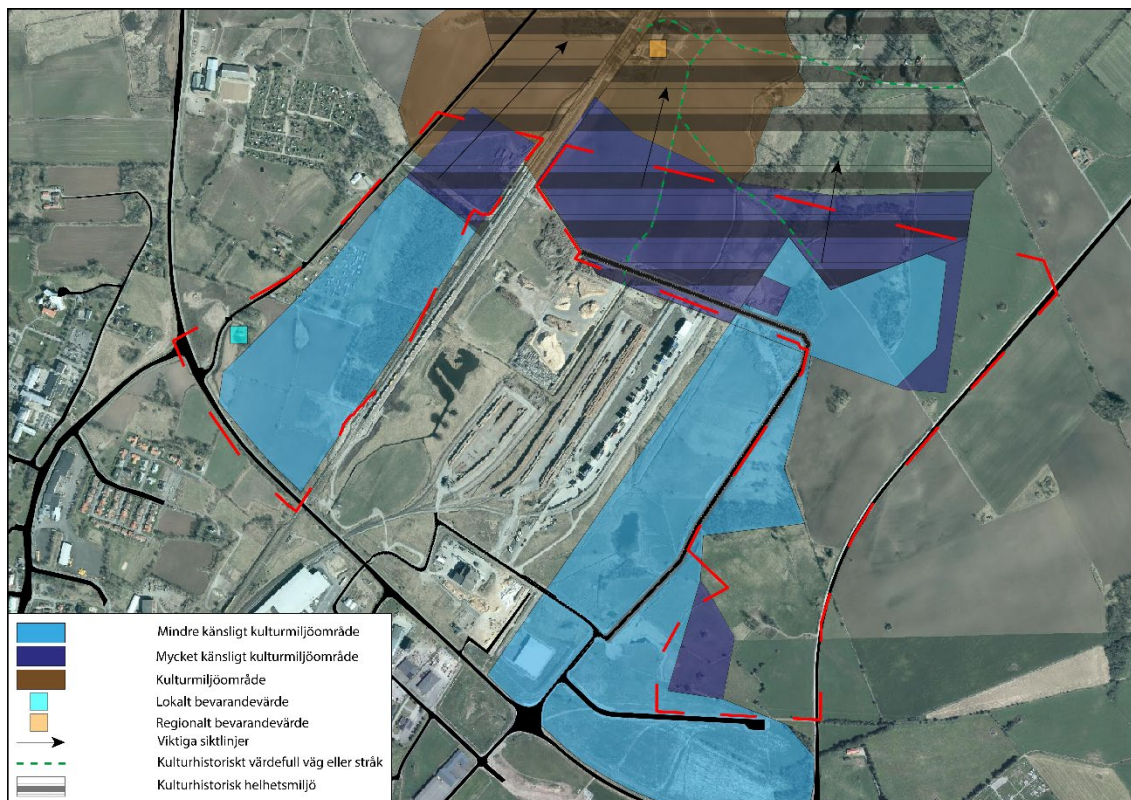 Mindre känsligt kulturmiljöområde
Mycket känsligt kulturmiljöområde
Kulturmiljöområde
Lokalt bevarandevärde
Regionalt bevarandevärde
Viktiga siktlinjer
Kulturhistoriskt värdefull väg eller stråk
Kulturhistorisk helhetsmiljö